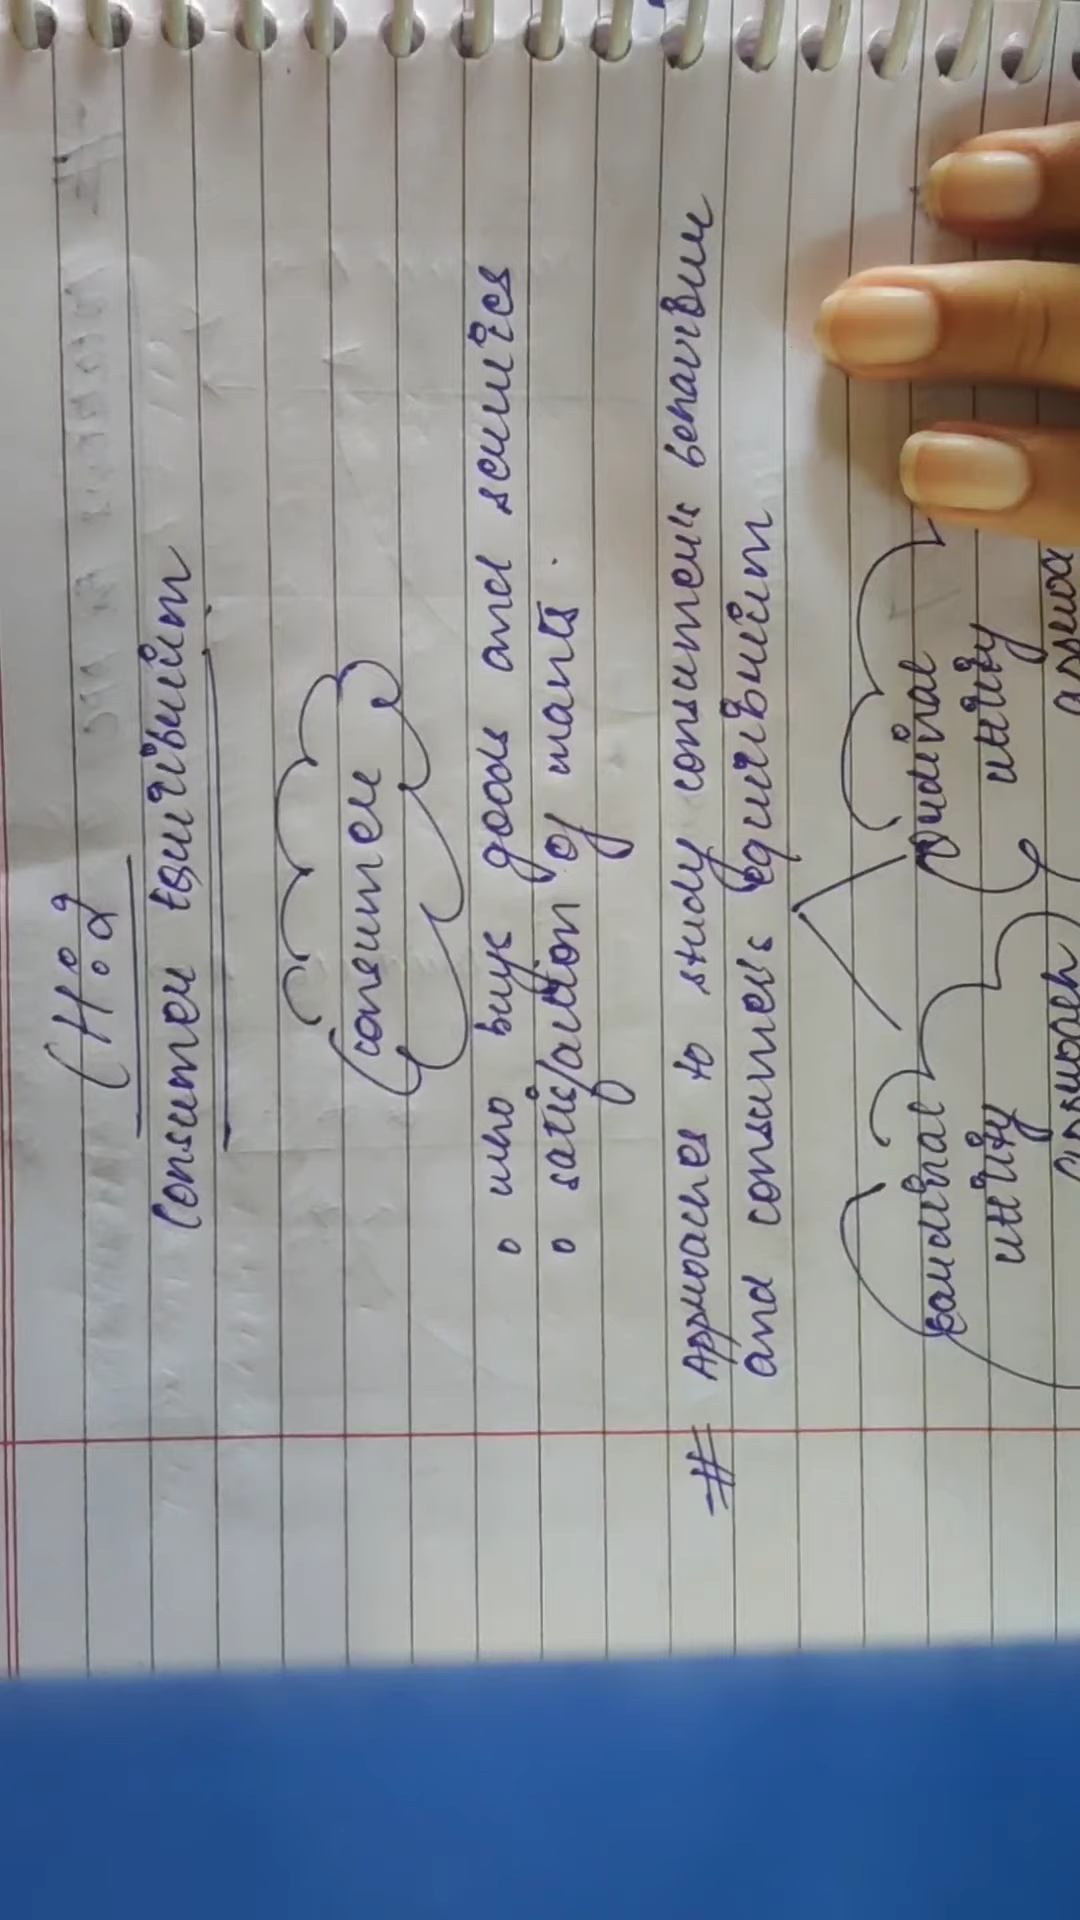 CH:2
Consumer Equilibrium
Consumer
• who buys goods and services
• satisfaction of wants.
# Approaches to study consumer's behaviour
and consumer's equilibrium
Cardinal
utility
Approach
Ordinal
utility